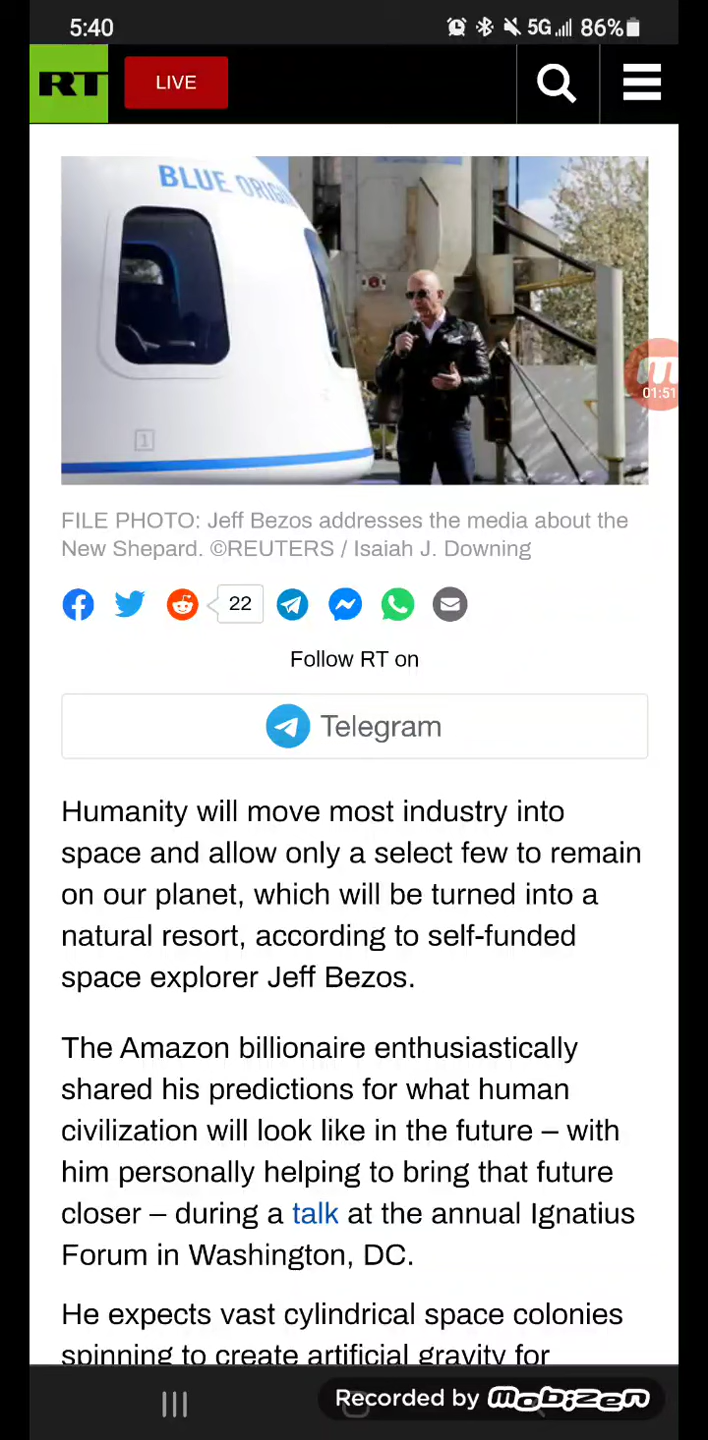 5:40 5G 86%
RT LIVE
BLUE ORIGIN
1
01:51
FILE PHOTO: Jeff Bezos addresses the media about the
New Shepard. ©REUTERS / Isaiah J. Downing
22
Follow RT on
Telegram
Humanity will move most industry into
space and allow only a select few to remain
on our planet, which will be turned into a
natural resort, according to self-funded
space explorer Jeff Bezos.
The Amazon billionaire enthusiastically
shared his predictions for what human
civilization will look like in the future – with
him personally helping to bring that future
closer – during a talk at the annual Ignatius
Forum in Washington, DC.
He expects vast cylindrical space colonies
spinning to create artificial gravity for
Recorded by mobizen